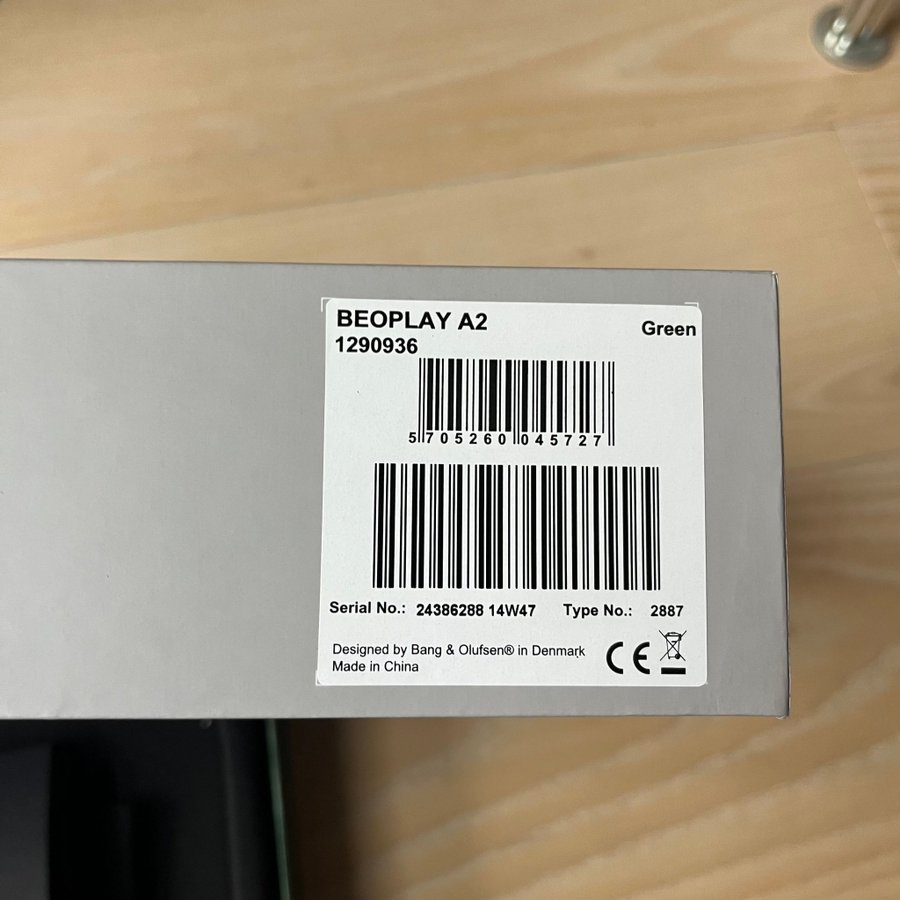 BEOPLAY A2 Green
1290936
5 705260 045727
Serial No.: 24386288 14W47 Type No.: 2887
Designed by Bang & Olufsen® in Denmark
Made in China
CE